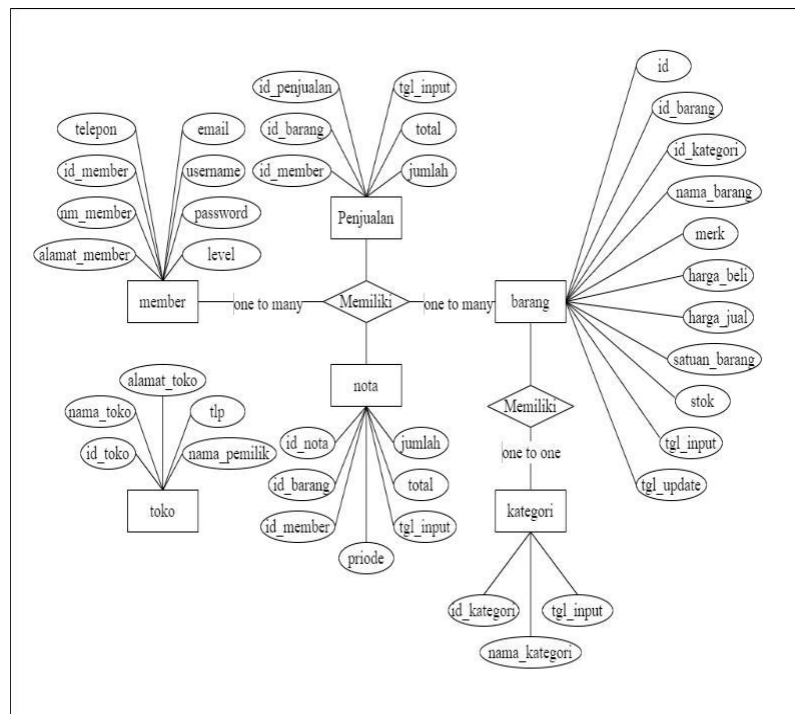 id
id_penjualan
tgl_input
id_barang
telepon
email
id_barang
total
id_kategori
id_member
username
id_member
jumlah
nama_barang
nm_member
password
Penjualan
merk
alamat_member
level
harga_beli
member
one to many
Memiliki
one to many
barang
harga_jual
satuan_barang
alamat_toko
nota
Memiliki
stok
nama_toko
tlp
id_nota
jumlah
tgl_input
id_toko
nama_pemilik
id_barang
total
one to one
tgl_update
toko
id_member
tgl_input
kategori
priode
id_kategori
tgl_input
nama_kategori